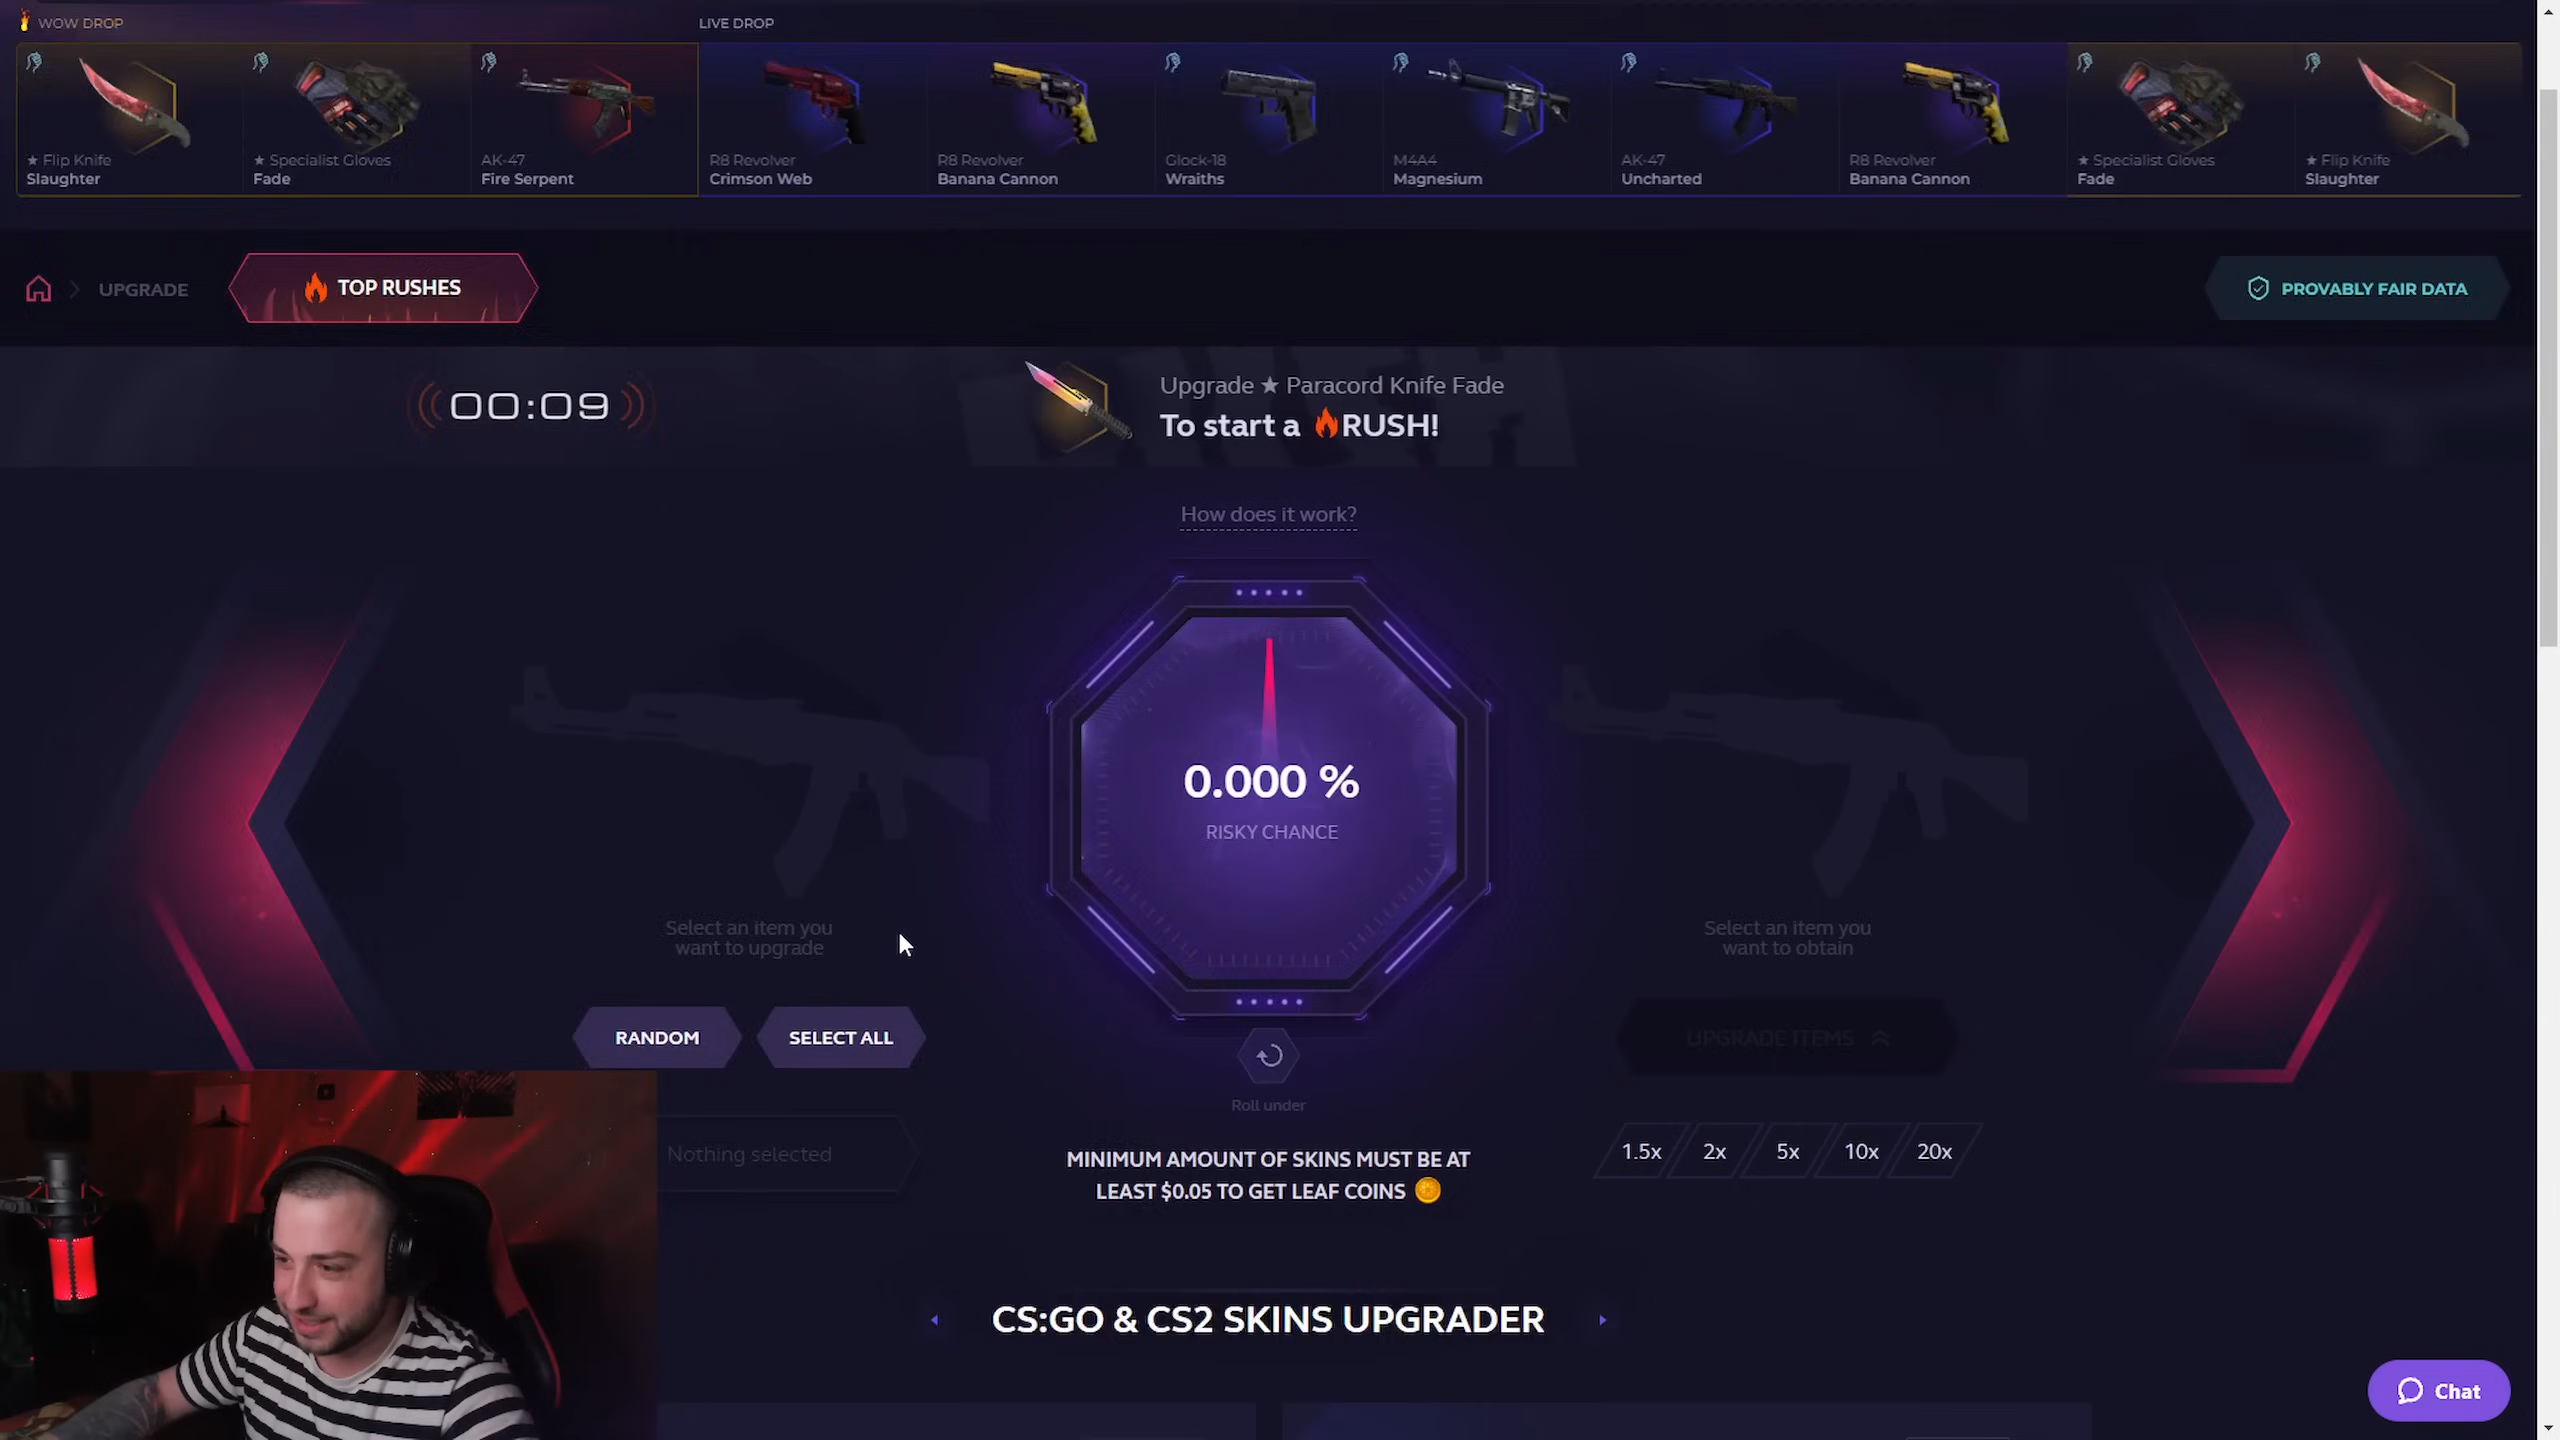 WOW DROP
LIVE DROP
★ Flip Knife
Slaughter
★ Specialist Gloves
Fade
AK-47
Fire Serpent
R8 Revolver
Crimson Web
R8 Revolver
Banana Cannon
Glock-18
Wraiths
M4A4
Magnesium
AK-47
Uncharted
R8 Revolver
Banana Cannon
★ Specialist Gloves
Fade
★ Flip Knife
Slaughter
UPGRADE
TOP RUSHES
PROVABLY FAIR DATA
00:09
Upgrade ★ Paracord Knife Fade
To start a 🔥RUSH!
How does it work?
0.000 %
RISKY CHANCE
Select an item you
want to upgrade
Select an item you
want to obtain
RANDOM
SELECT ALL
UPGRADE ITEMS
Roll under
Nothing selected
MINIMUM AMOUNT OF SKINS MUST BE AT
LEAST $0.05 TO GET LEAF COINS
1.5x
2x
5x
10x
20x
CS:GO & CS2 SKINS UPGRADER
Chat